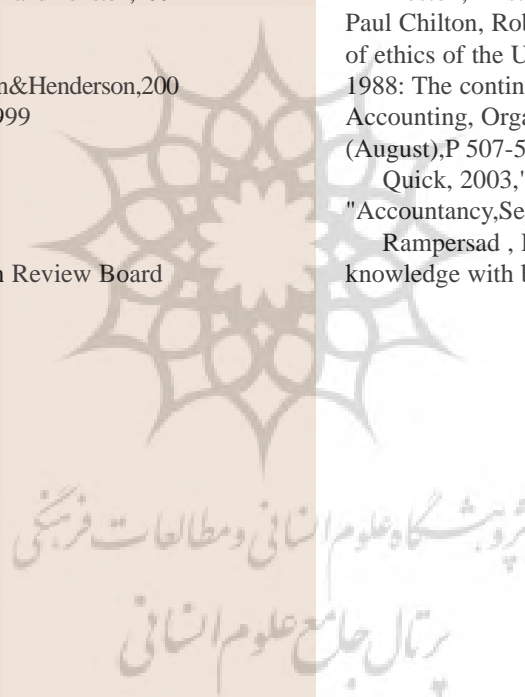 n&Henderson,200
999
n Review Board
Paul Chilton, Rob
of ethics of the U
1988: The contin
Accounting, Orga
(August),P 507-5
Quick, 2003,'
"Accountancy,Se
Rampersad , I
knowledge with b
پژوهشگاه علوم انسانی و مطالعات فرهنگی
پرتال جامع علوم انسانی